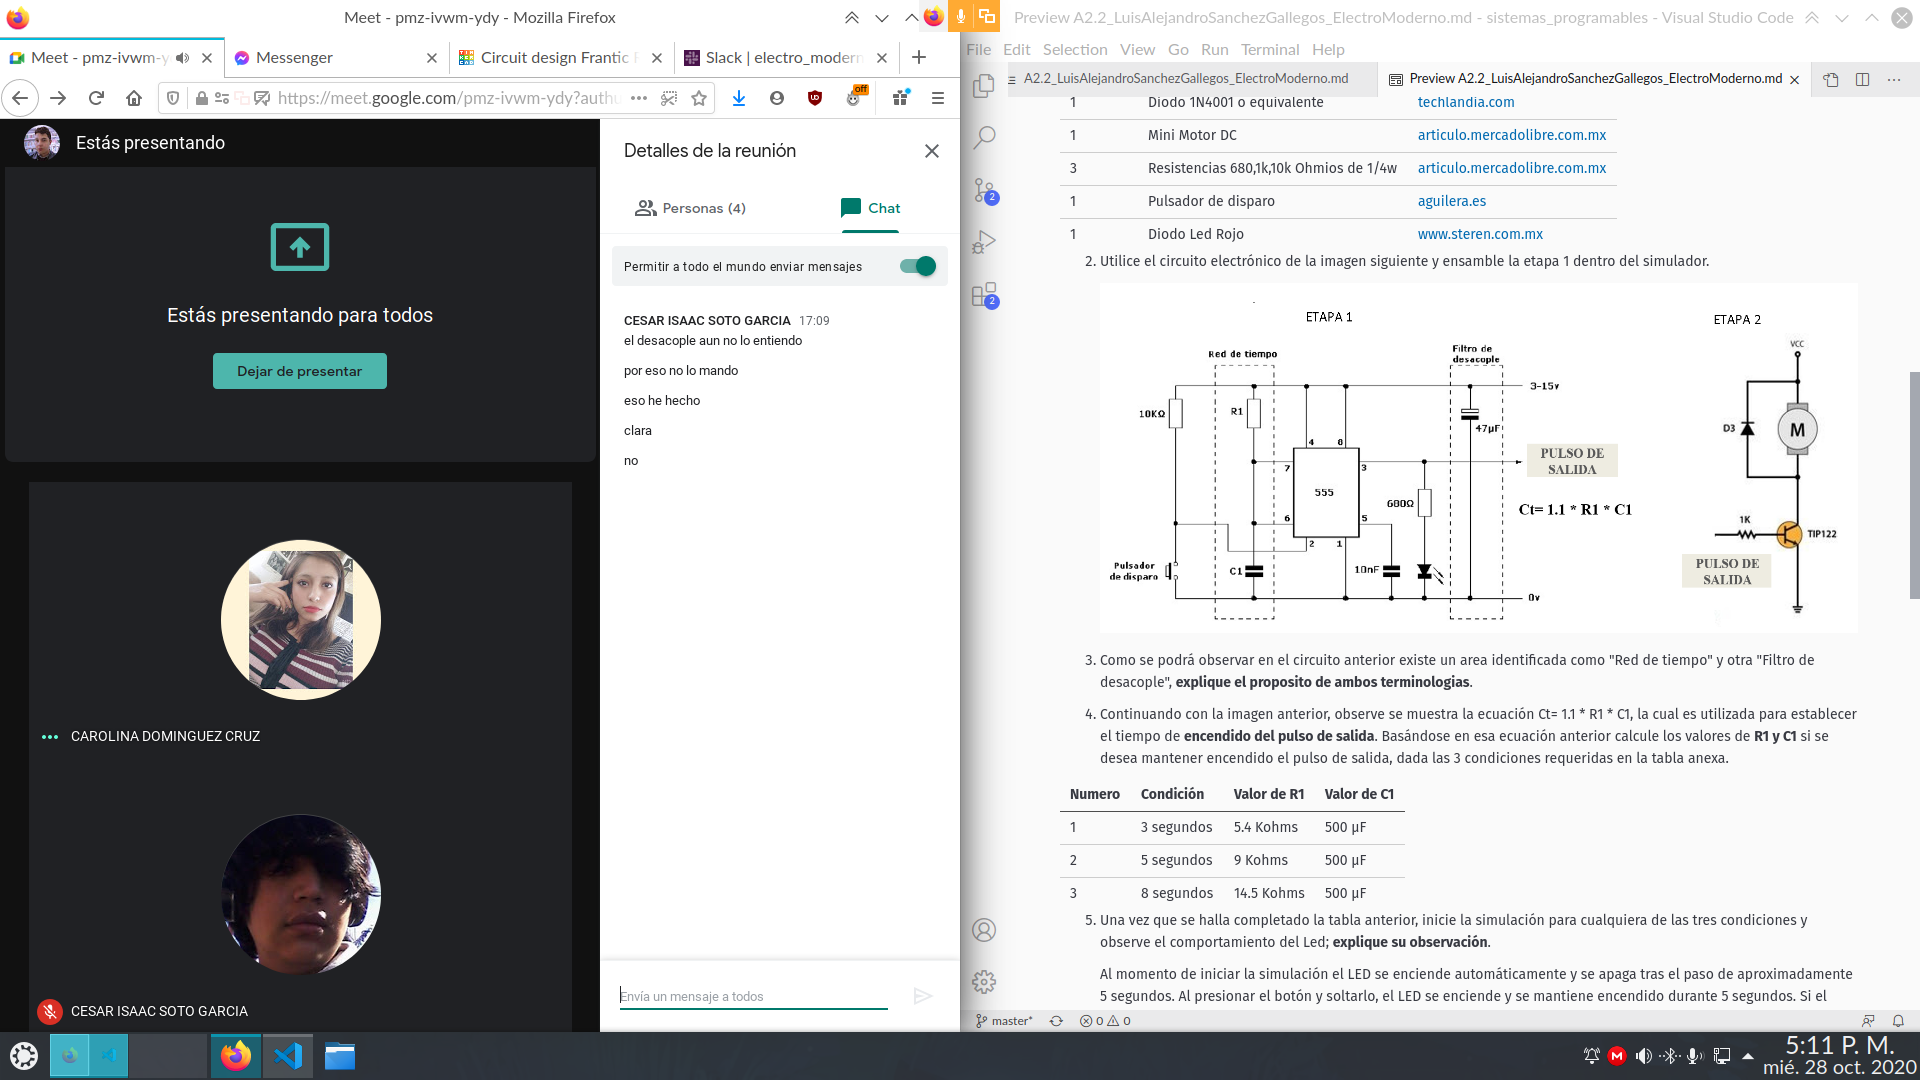 Meet - pmz-ivwm-ydy - Mozilla Firefox
Meet - pmz-ivwm-y
Messenger
Circuit design Frantic
Slack | electro_modern
https://meet.google.com/pmz-ivwm-ydy?authu
off
Estás presentando
Estás presentando para todos
Dejar de presentar
CAROLINA DOMINGUEZ CRUZ
CESAR ISAAC SOTO GARCIA
Detalles de la reunión
Personas (4)
Chat
Permitir a todo el mundo enviar mensajes
CESAR ISAAC SOTO GARCIA 17:09
el desacople aun no lo entiendo
por eso no lo mando
eso he hecho
clara
no
Envía un mensaje a todos
Preview A2.2_LuisAlejandroSanchezGallegos_ElectroModerno.md - sistemas_programables - Visual Studio Code
File Edit Selection View Go Run Terminal Help
A2.2_LuisAlejandroSanchezGallegos_ElectroModerno.md
Preview A2.2_LuisAlejandroSanchezGallegos_ElectroModerno.md
2
2
1 Diodo 1N4001 o equivalente techlandia.com
1 Mini Motor DC articulo.mercadolibre.com.mx
3 Resistencias 680,1k,10k Ohmios de 1/4w articulo.mercadolibre.com.mx
1 Pulsador de disparo aguilera.es
1 Diodo Led Rojo www.steren.com.mx
2. Utilice el circuito electrónico de la imagen siguiente y ensamble la etapa 1 dentro del simulador.
ETAPA 1
ETAPA 2
Red de tiempo
Filtro de
desacople
VCC
3-15v
10KΩ
R1
47µF
4 8
7
3
555
6
5
2 1
PULSO DE
SALIDA
D3
M
680Ω
Ct= 1.1 * R1 * C1
1K
TIP122
Pulsador
de disparo
C1
10nF
PULSO DE
SALIDA
0v
3. Como se podrá observar en el circuito anterior existe un area identificada como "Red de tiempo" y otra "Filtro de
desacople", explique el proposito de ambos terminologias.
4. Continuando con la imagen anterior, observe se muestra la ecuación Ct= 1.1 * R1 * C1, la cual es utilizada para establecer
el tiempo de encendido del pulso de salida. Basándose en esa ecuación anterior calcule los valores de R1 y C1 si se
desea mantener encendido el pulso de salida, dada las 3 condiciones requeridas en la tabla anexa.
Numero Condición Valor de R1 Valor de C1
1 3 segundos 5.4 Kohms 500 µF
2 5 segundos 9 Kohms 500 µF
3 8 segundos 14.5 Kohms 500 µF
5. Una vez que se halla completado la tabla anterior, inicie la simulación para cualquiera de las tres condiciones y
observe el comportamiento del Led; explique su observación.
Al momento de iniciar la simulación el LED se enciende automáticamente y se apaga tras el paso de aproximadamente
5 segundos. Al presionar el botón y soltarlo, el LED se enciende y se mantiene encendido durante 5 segundos. Si el
master*
0 0
5:11 P. M.
mié. 28 oct. 2020